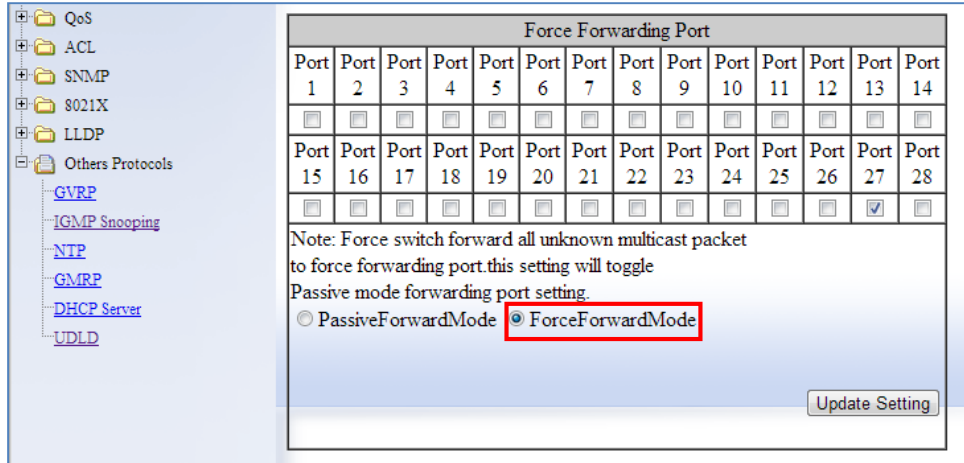 QoS
ACL
SNMP
8021X
LLDP
Others Protocols
GVRP
IGMP Snooping
NTP
GMRP
DHCP Server
UDLD
Force Forwarding Port
Port 1 Port 2 Port 3 Port 4 Port 5 Port 6 Port 7 Port 8 Port 9 Port 10 Port 11 Port 12 Port 13 Port 14
Port 15 Port 16 Port 17 Port 18 Port 19 Port 20 Port 21 Port 22 Port 23 Port 24 Port 25 Port 26 Port 27 Port 28
Note: Force switch forward all unknown multicast packet
to force forwarding port.this setting will toggle
Passive mode forwarding port setting.
PassiveForwardMode ForceForwardMode
Update Setting